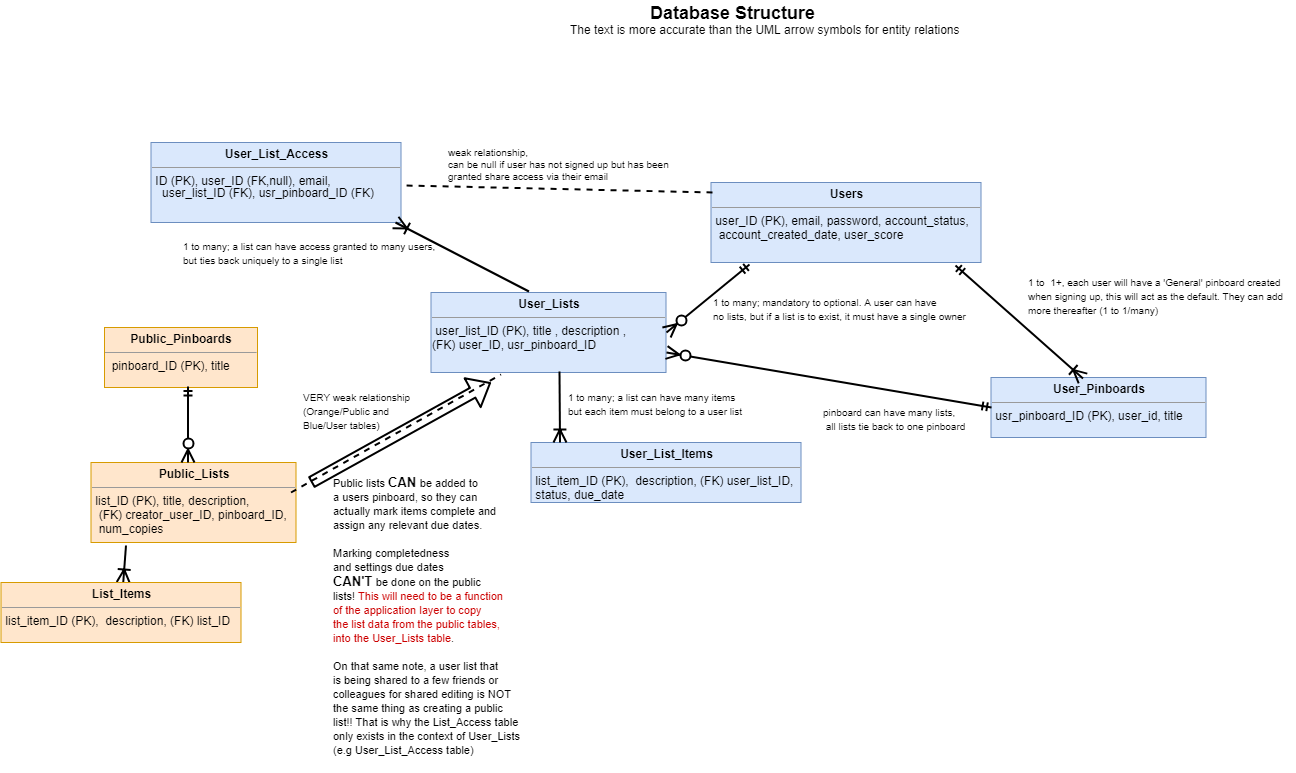 Database Structure
The text is more accurate than the UML arrow symbols for entity relations
User_List_Access
ID (PK), user_ID (FK,null), email,
user_list_ID (FK), usr_pinboard_ID (FK)
weak relationship,
can be null if user has not signed up but has been
granted share access via their email
Users
user_ID (PK), email, password, account_status,
account_created_date, user_score
1 to many; a list can have access granted to many users,
but ties back uniquely to a single list
User_Lists
user_list_ID (PK), title , description ,
(FK) user_ID, usr_pinboard_ID
1 to many; mandatory to optional. A user can have
no lists, but if a list is to exist, it must have a single owner
1 to  1+, each user will have a 'General' pinboard created
when signing up, this will act as the default. They can add
more thereafter (1 to 1/many)
Public_Pinboards
pinboard_ID (PK), title
User_Pinboards
usr_pinboard_ID (PK), user_id, title
VERY weak relationship
(Orange/Public and
Blue/User tables)
1 to many; a list can have many items
but each item must belong to a user list
pinboard can have many lists,
all lists tie back to one pinboard
User_List_Items
list_item_ID (PK),  description, (FK) user_list_ID,
status, due_date
Public_Lists
list_ID (PK), title, description,
(FK) creator_user_ID, pinboard_ID,
num_copies
List_Items
list_item_ID (PK),  description, (FK) list_ID
Public lists CAN be added to
a users pinboard, so they can
actually mark items complete and
assign any relevant due dates.
Marking completedness
and settings due dates
CAN'T be done on the public
lists! This will need to be a function
of the application layer to copy
the list data from the public tables,
into the User_Lists table.
On that same note, a user list that
is being shared to a few friends or
colleagues for shared editing is NOT
the same thing as creating a public
list!! That is why the List_Access table
only exists in the context of User_Lists
(e.g User_List_Access table)